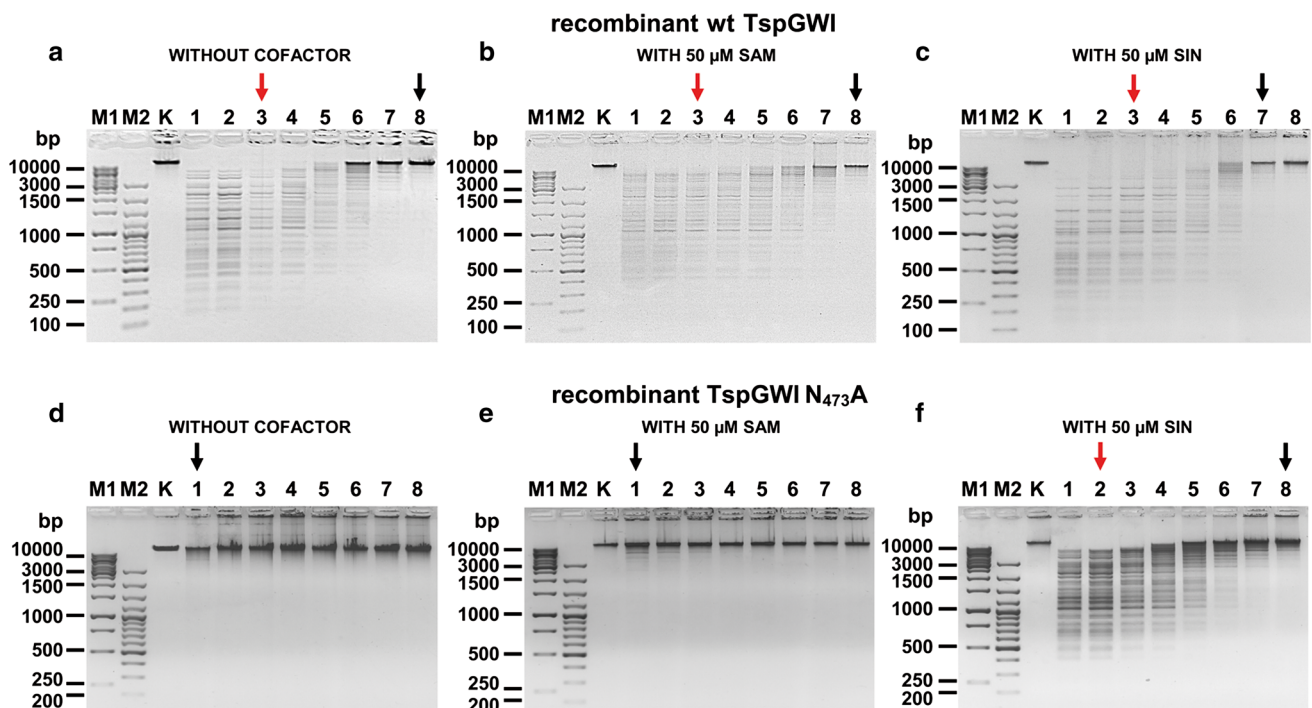 recombinant wt TspGWI
a
WITHOUT COFACTOR
M1 M2 K 1 2 3 4 5 6 7 8
bp
10000
3000
1500
1000
500
250
100
b
WITH 50 µM SAM
M1 M2 K 1 2 3 4 5 6 7 8
bp
10000
3000
1500
1000
500
250
100
c
WITH 50 µM SIN
M1 M2 K 1 2 3 4 5 6 7 8
bp
10000
3000
1500
1000
500
250
100
recombinant TspGWI N₄₇₃A
d
WITHOUT COFACTOR
M1 M2 K 1 2 3 4 5 6 7 8
bp
10000
3000
1500
1000
500
250
200
e
WITH 50 µM SAM
M1 M2 K 1 2 3 4 5 6 7 8
bp
10000
3000
1500
1000
500
250
200
f
WITH 50 µM SIN
M1 M2 K 1 2 3 4 5 6 7 8
bp
10000
3000
1500
1000
500
250
200